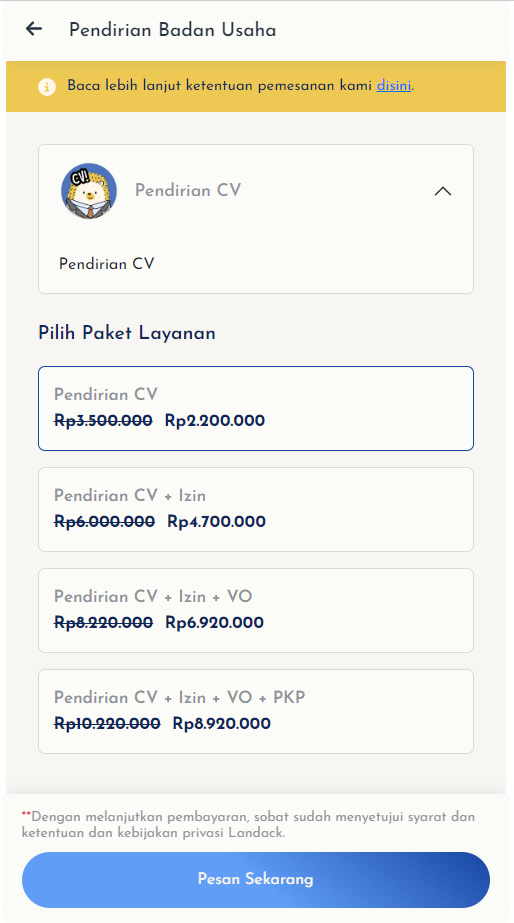 Pendirian Badan Usaha
Baca lebih lanjut ketentuan pemesanan kami disini.
CV!
Pendirian CV
Pendirian CV
Pilih Paket Layanan
Pendirian CV
Rp3.500.000 Rp2.200.000
Pendirian CV + Izin
Rp6.000.000 Rp4.700.000
Pendirian CV + Izin + VO
Rp8.220.000 Rp6.920.000
Pendirian CV + Izin + VO + PKP
Rp10.220.000 Rp8.920.000
**Dengan melanjutkan pembayaran, sobat sudah menyetujui syarat dan
ketentuan dan kebijakan privasi Landack.
Pesan Sekarang